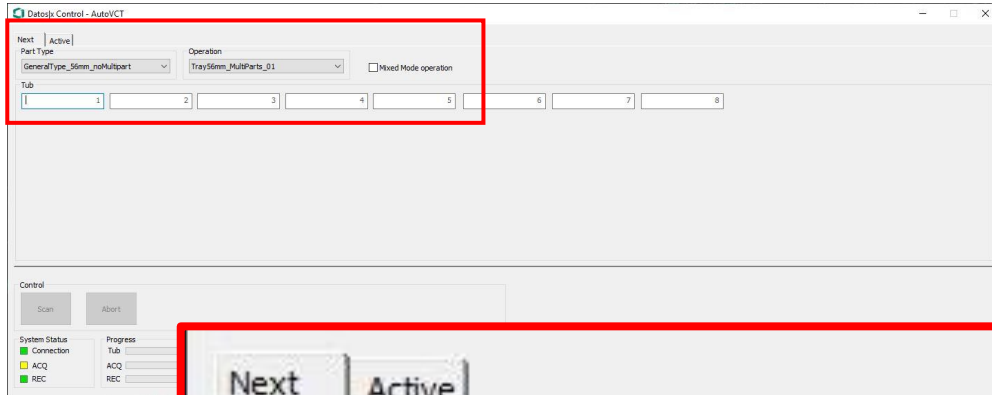 Datos|x Control - AutoVCT
Next Active
Part Type Operation
GeneralType_56mm_noMultipart Tray56mm_MultiParts_01 Mixed Mode operation
Tub
1 2 3 4 5 6 7 8
Control
Scan Abort
System Status Progress
Connection Tub
ACQ ACQ
REC REC
Next Active